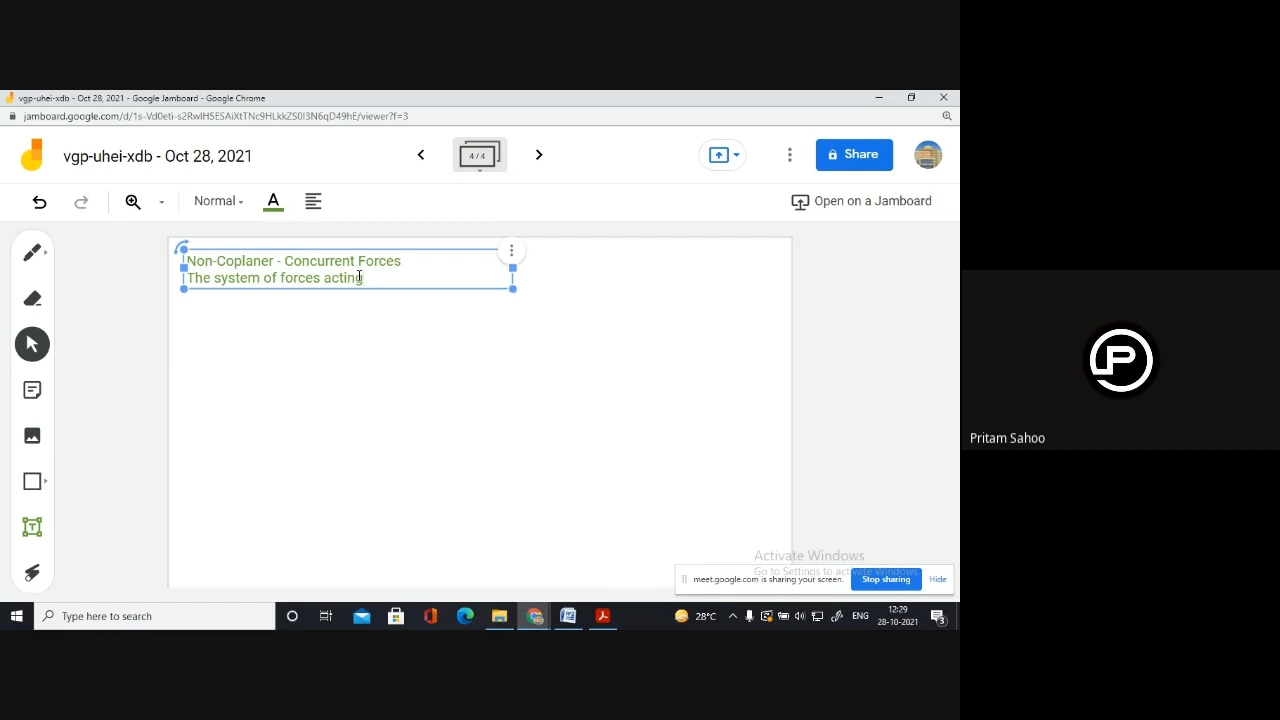 vgp-uhei-xdb - Oct 28, 2021 - Google Jamboard - Google Chrome
jamboard.google.com/d/1s-Vd0eti-s2RwIH5ESAiXtTNc9HLkkZS0I3N6qD49hE/viewer?f=3
vgp-uhei-xdb - Oct 28, 2021
4 / 4
Share
Normal
A
Open on a Jamboard
Non-Coplaner - Concurrent Forces
The system of forces acting
T
P
Pritam Sahoo
Activate Windows
Go to Settings to activate Windows.
meet.google.com is sharing your screen.
Stop sharing
Hide
Type here to search
28°C
ENG
12:29
28-10-2021
3